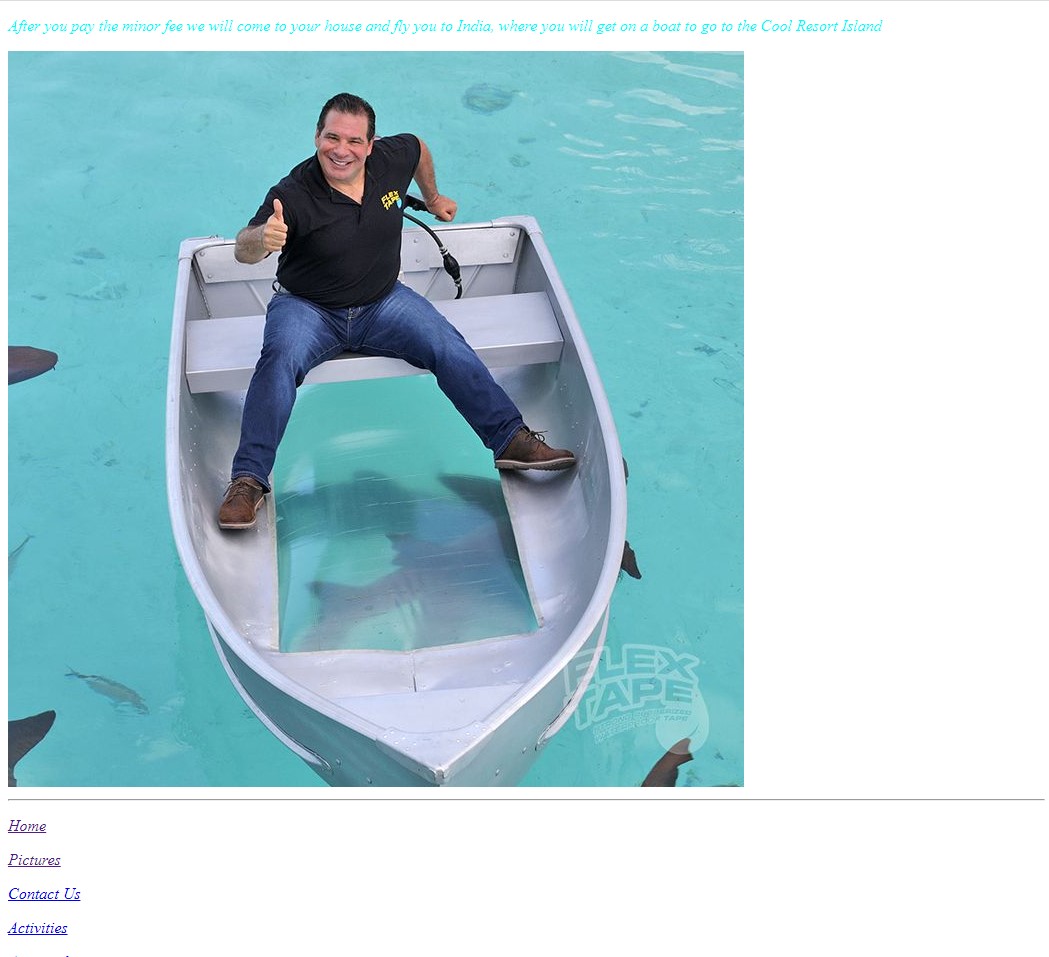 After you pay the minor fee we will come to your house and fly you to India, where you will get on a boat to go to the Cool Resort Island
FLEX
TAPE
FLEX
TAPE
Home
Pictures
Contact Us
Activities